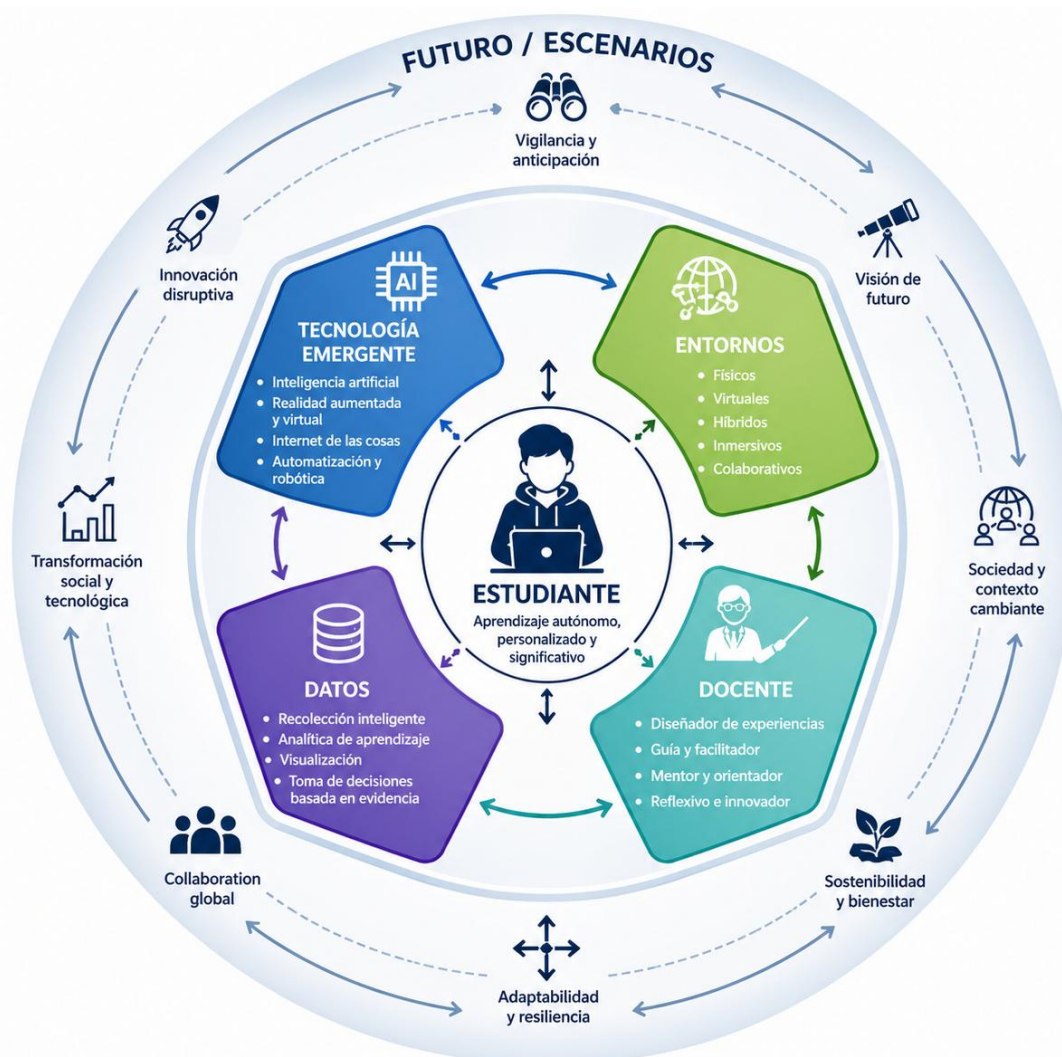 FUTURO / ESCENARIOS
Vigilancia y
anticipación
Innovación
disruptiva
Visión de
futuro
AI
TECNOLOGÍA
EMERGENTE
• Inteligencia artificial
• Realidad aumentada
y virtual
• Internet de las cosas
• Automatización y
robótica
ENTORNOS
• Físicos
• Virtuales
• Híbridos
• Inmersivos
• Colaborativos
Transformación
social y
tecnológica
ESTUDIANTE
Aprendizaje autónomo,
personalizado y
significativo
Sociedad y
contexto
cambiante
DATOS
• Recolección inteligente
• Analítica de aprendizaje
• Visualización
• Toma de decisiones
basada en evidencia
DOCENTE
• Diseñador de experiencias
• Guía y facilitador
• Mentor y orientador
• Reflexivo e innovador
Collaboration
global
Sostenibilidad
y bienestar
Adaptabilidad
y resiliencia